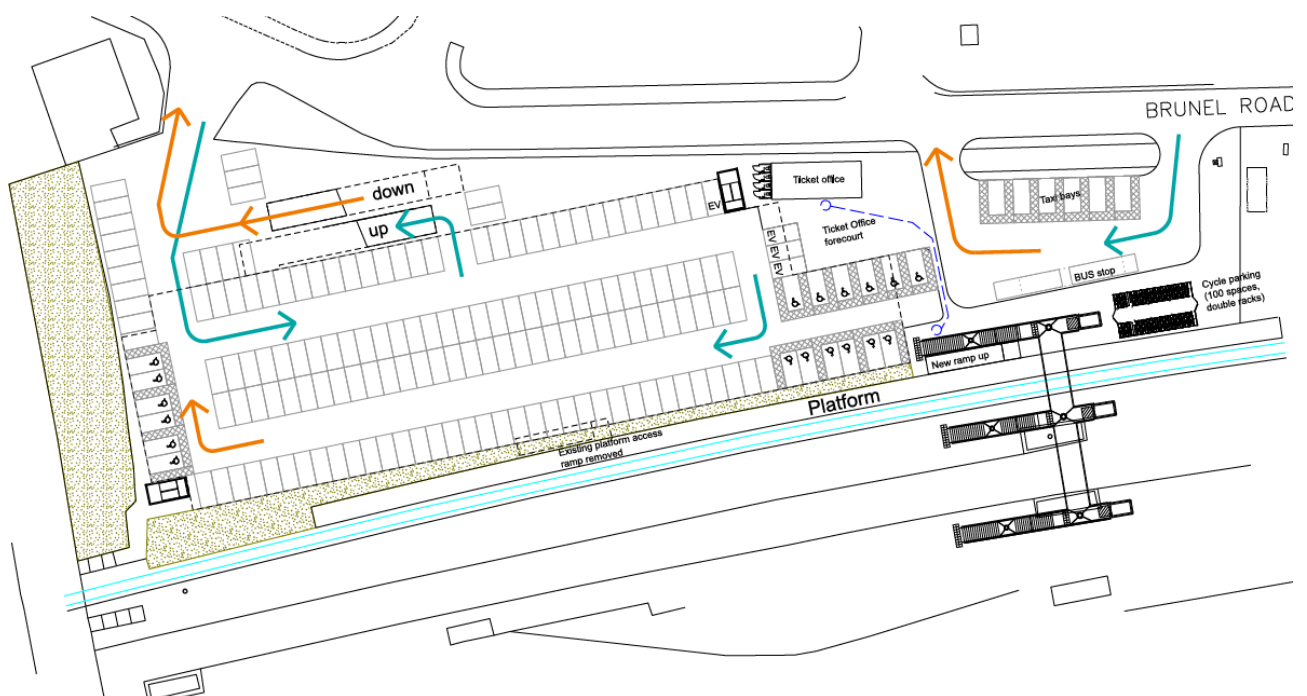 BRUNEL ROAD
down
up
EV
Ticket office
Taxi bays
EV
EV
EV
Ticket Office
forecourt
BUS stop
Cycle parking
(100 spaces,
double racks)
New ramp up
Platform
Existing platform access
ramp removed